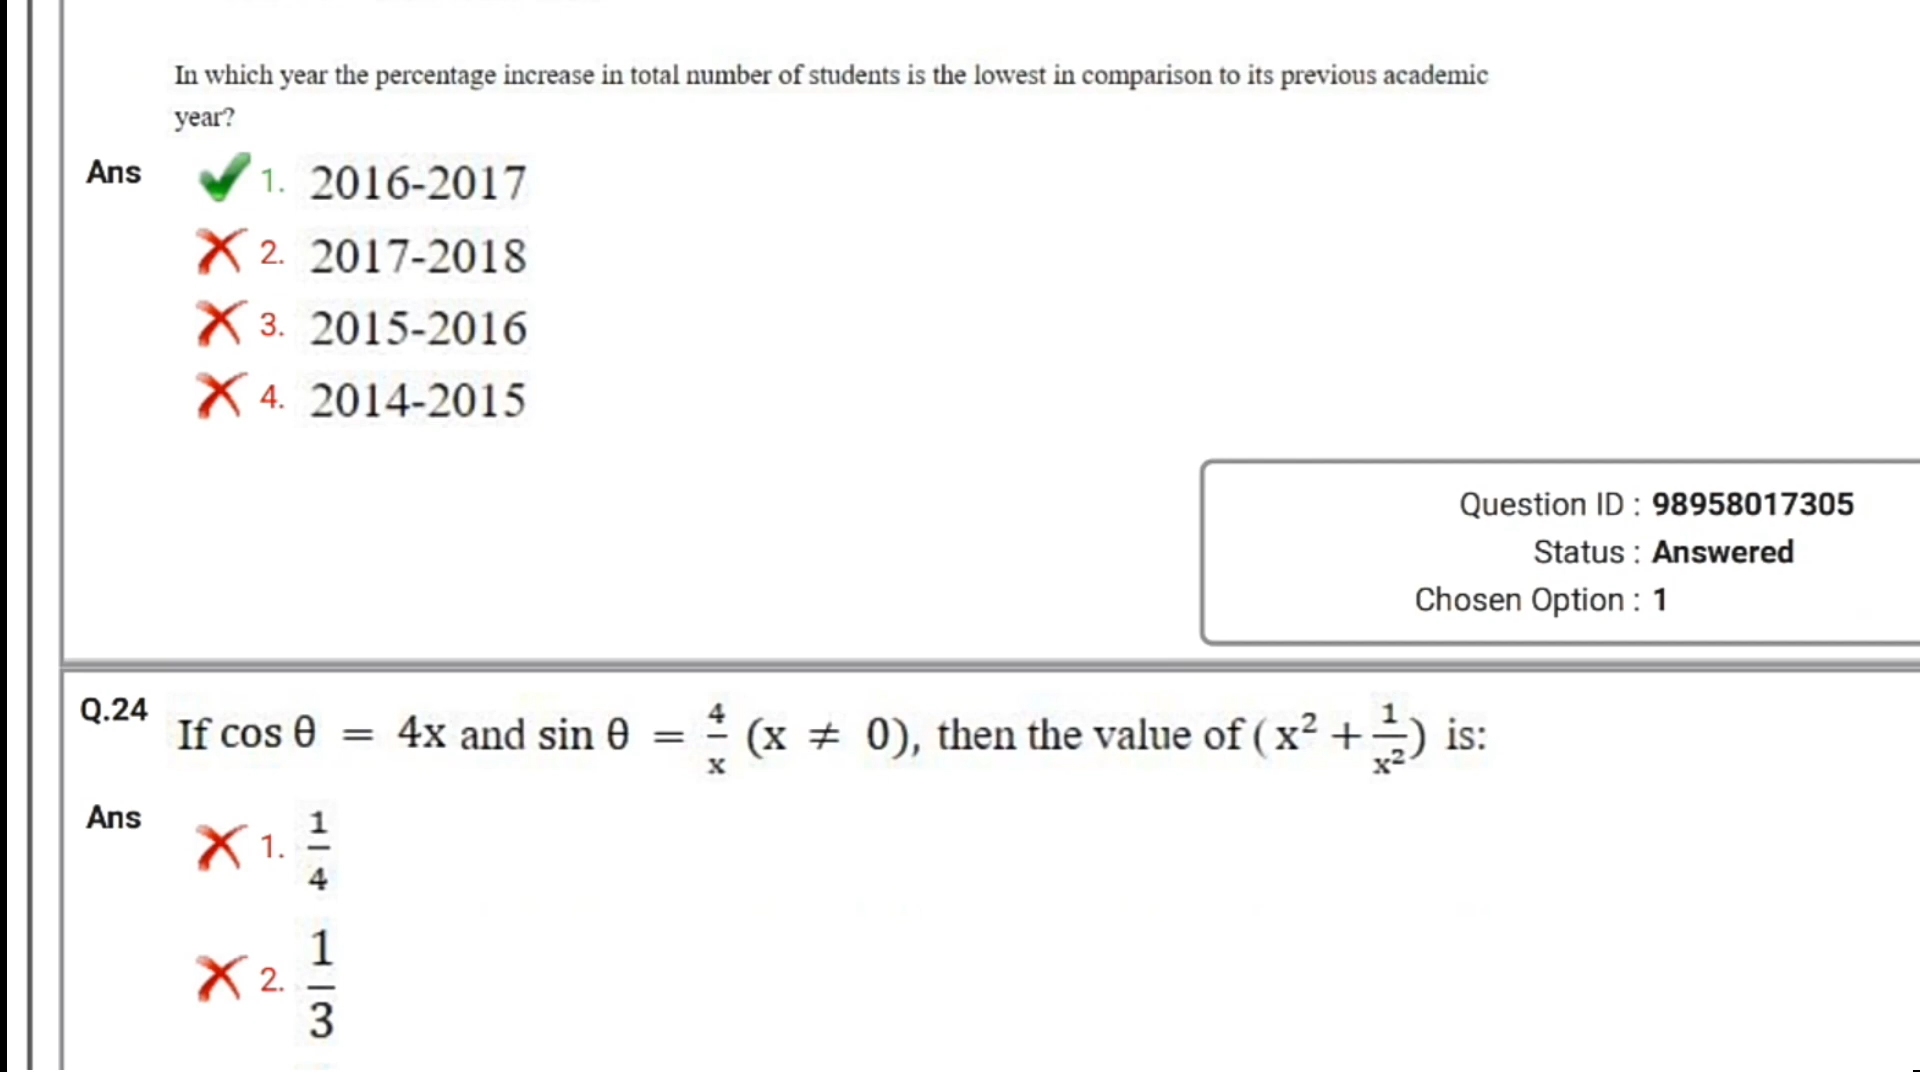 In which year the percentage increase in total number of students is the lowest in comparison to its previous academic
year?
Ans
1. 2016-2017
2. 2017-2018
3. 2015-2016
4. 2014-2015
Question ID : 98958017305
Status : Answered
Chosen Option : 1
Q.24 If cos θ = 4x and sin θ = 4/x (x ≠ 0), then the value of ( x² + 1/x² ) is:
Ans
1. 1/4
2. 1/3